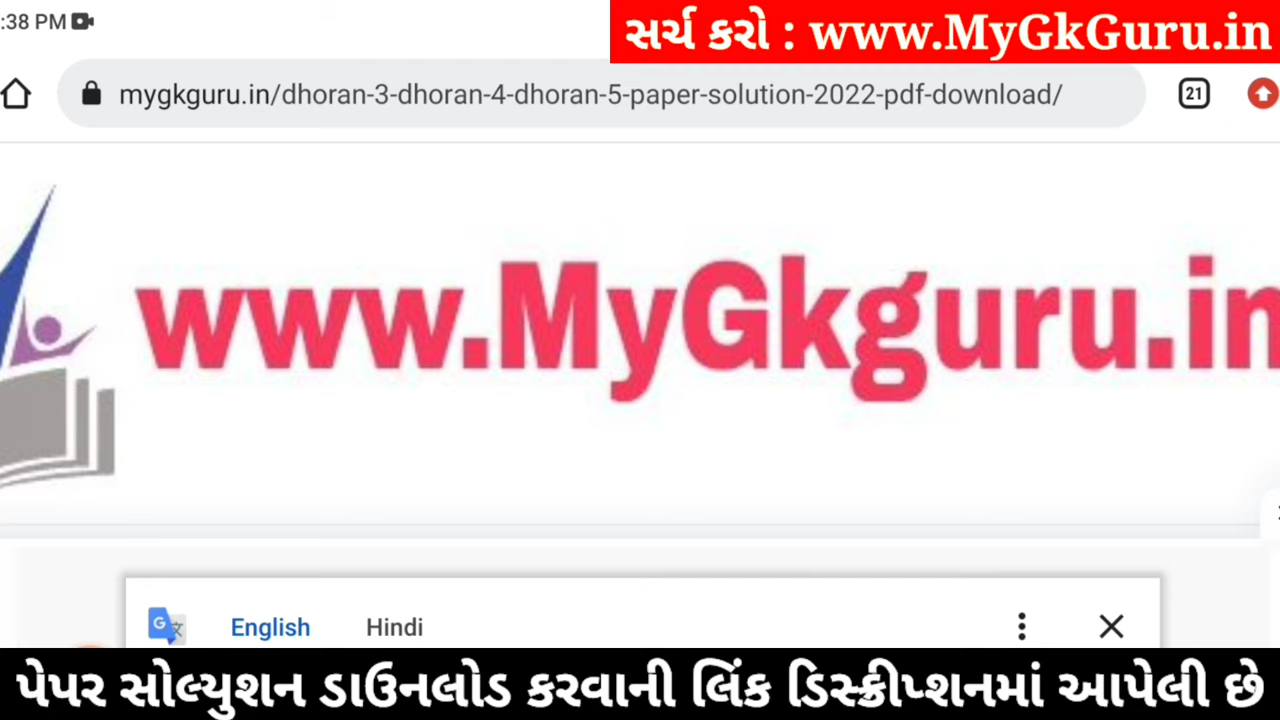 :38 PM
સર્ચ કરો : www.MyGkGuru.in
mygkguru.in/dhoran-3-dhoran-4-dhoran-5-paper-solution-2022-pdf-download/
21
www.MyGkguru.in
G 文 English Hindi
પેપર સોલ્યુશન ડાઉનલોડ કરવાની લિંક ડિસ્ક્રીપ્શનમાં આપેલી છે